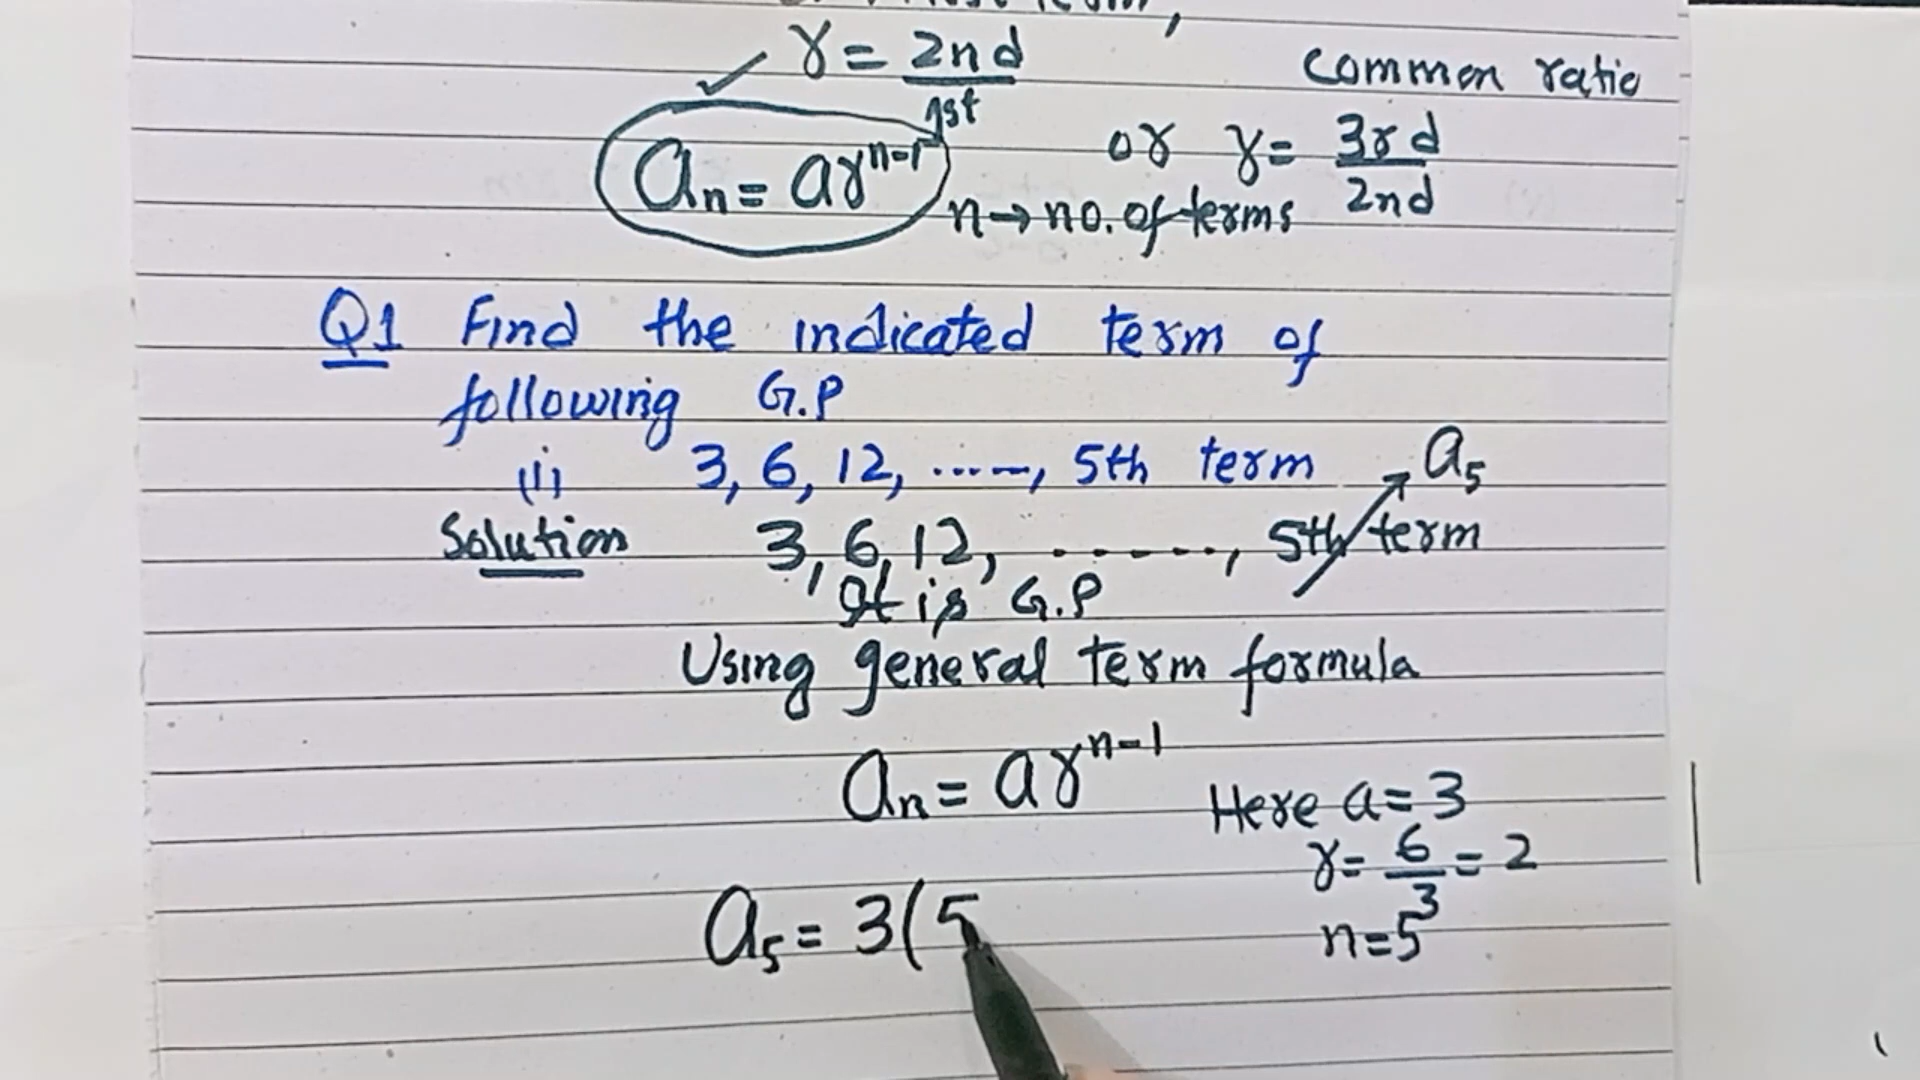 r = 2nd/1st
common ratio
aₙ = arⁿ⁻¹
or r = 3rd/2nd
n → no. of terms
Q1 Find the indicated term of
following G.P
(i) 3, 6, 12, ......, 5th term a₅
Solution 3, 6, 12, ......, 5th term
It is G.P
Using general term formula
aₙ = arⁿ⁻¹
Here a = 3
r = 6/3 = 2
a₅ = 3(5
n = 5